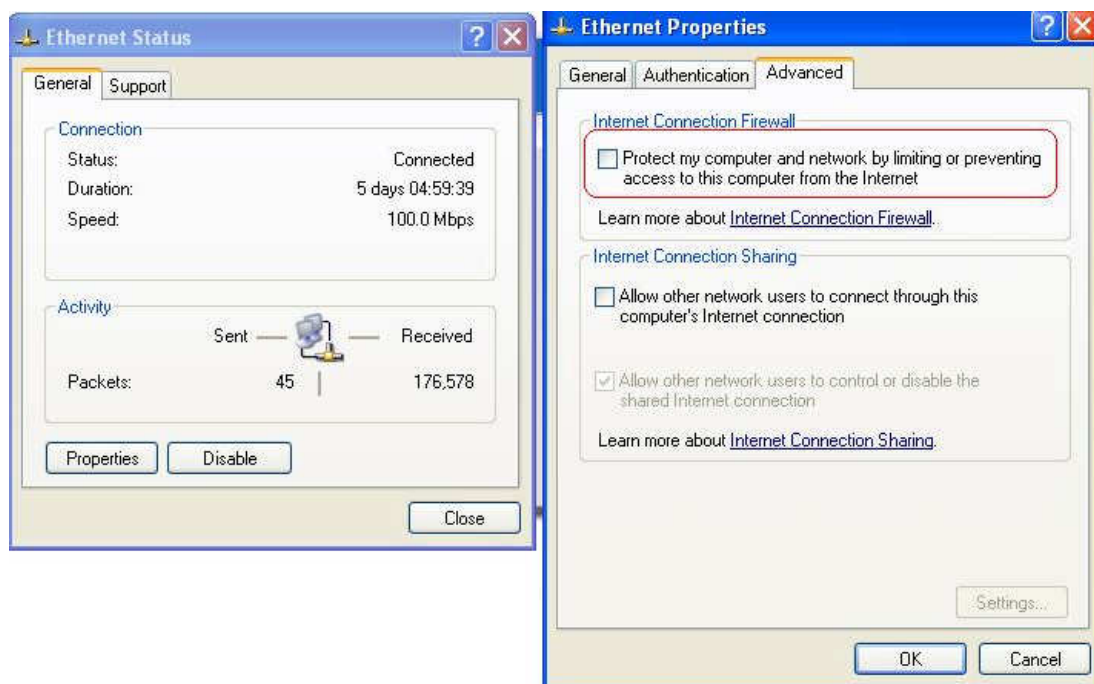 Ethernet Status
General Support
Connection
Status: Connected
Duration: 5 days 04:59:39
Speed: 100.0 Mbps
Activity
Sent Received
Packets: 45 176,578
Properties Disable
Close
Ethernet Properties
General Authentication Advanced
Internet Connection Firewall
Protect my computer and network by limiting or preventing
access to this computer from the Internet
Learn more about Internet Connection Firewall.
Internet Connection Sharing
Allow other network users to connect through this
computer's Internet connection
Allow other network users to control or disable the
shared Internet connection
Learn more about Internet Connection Sharing.
Settings...
OK Cancel